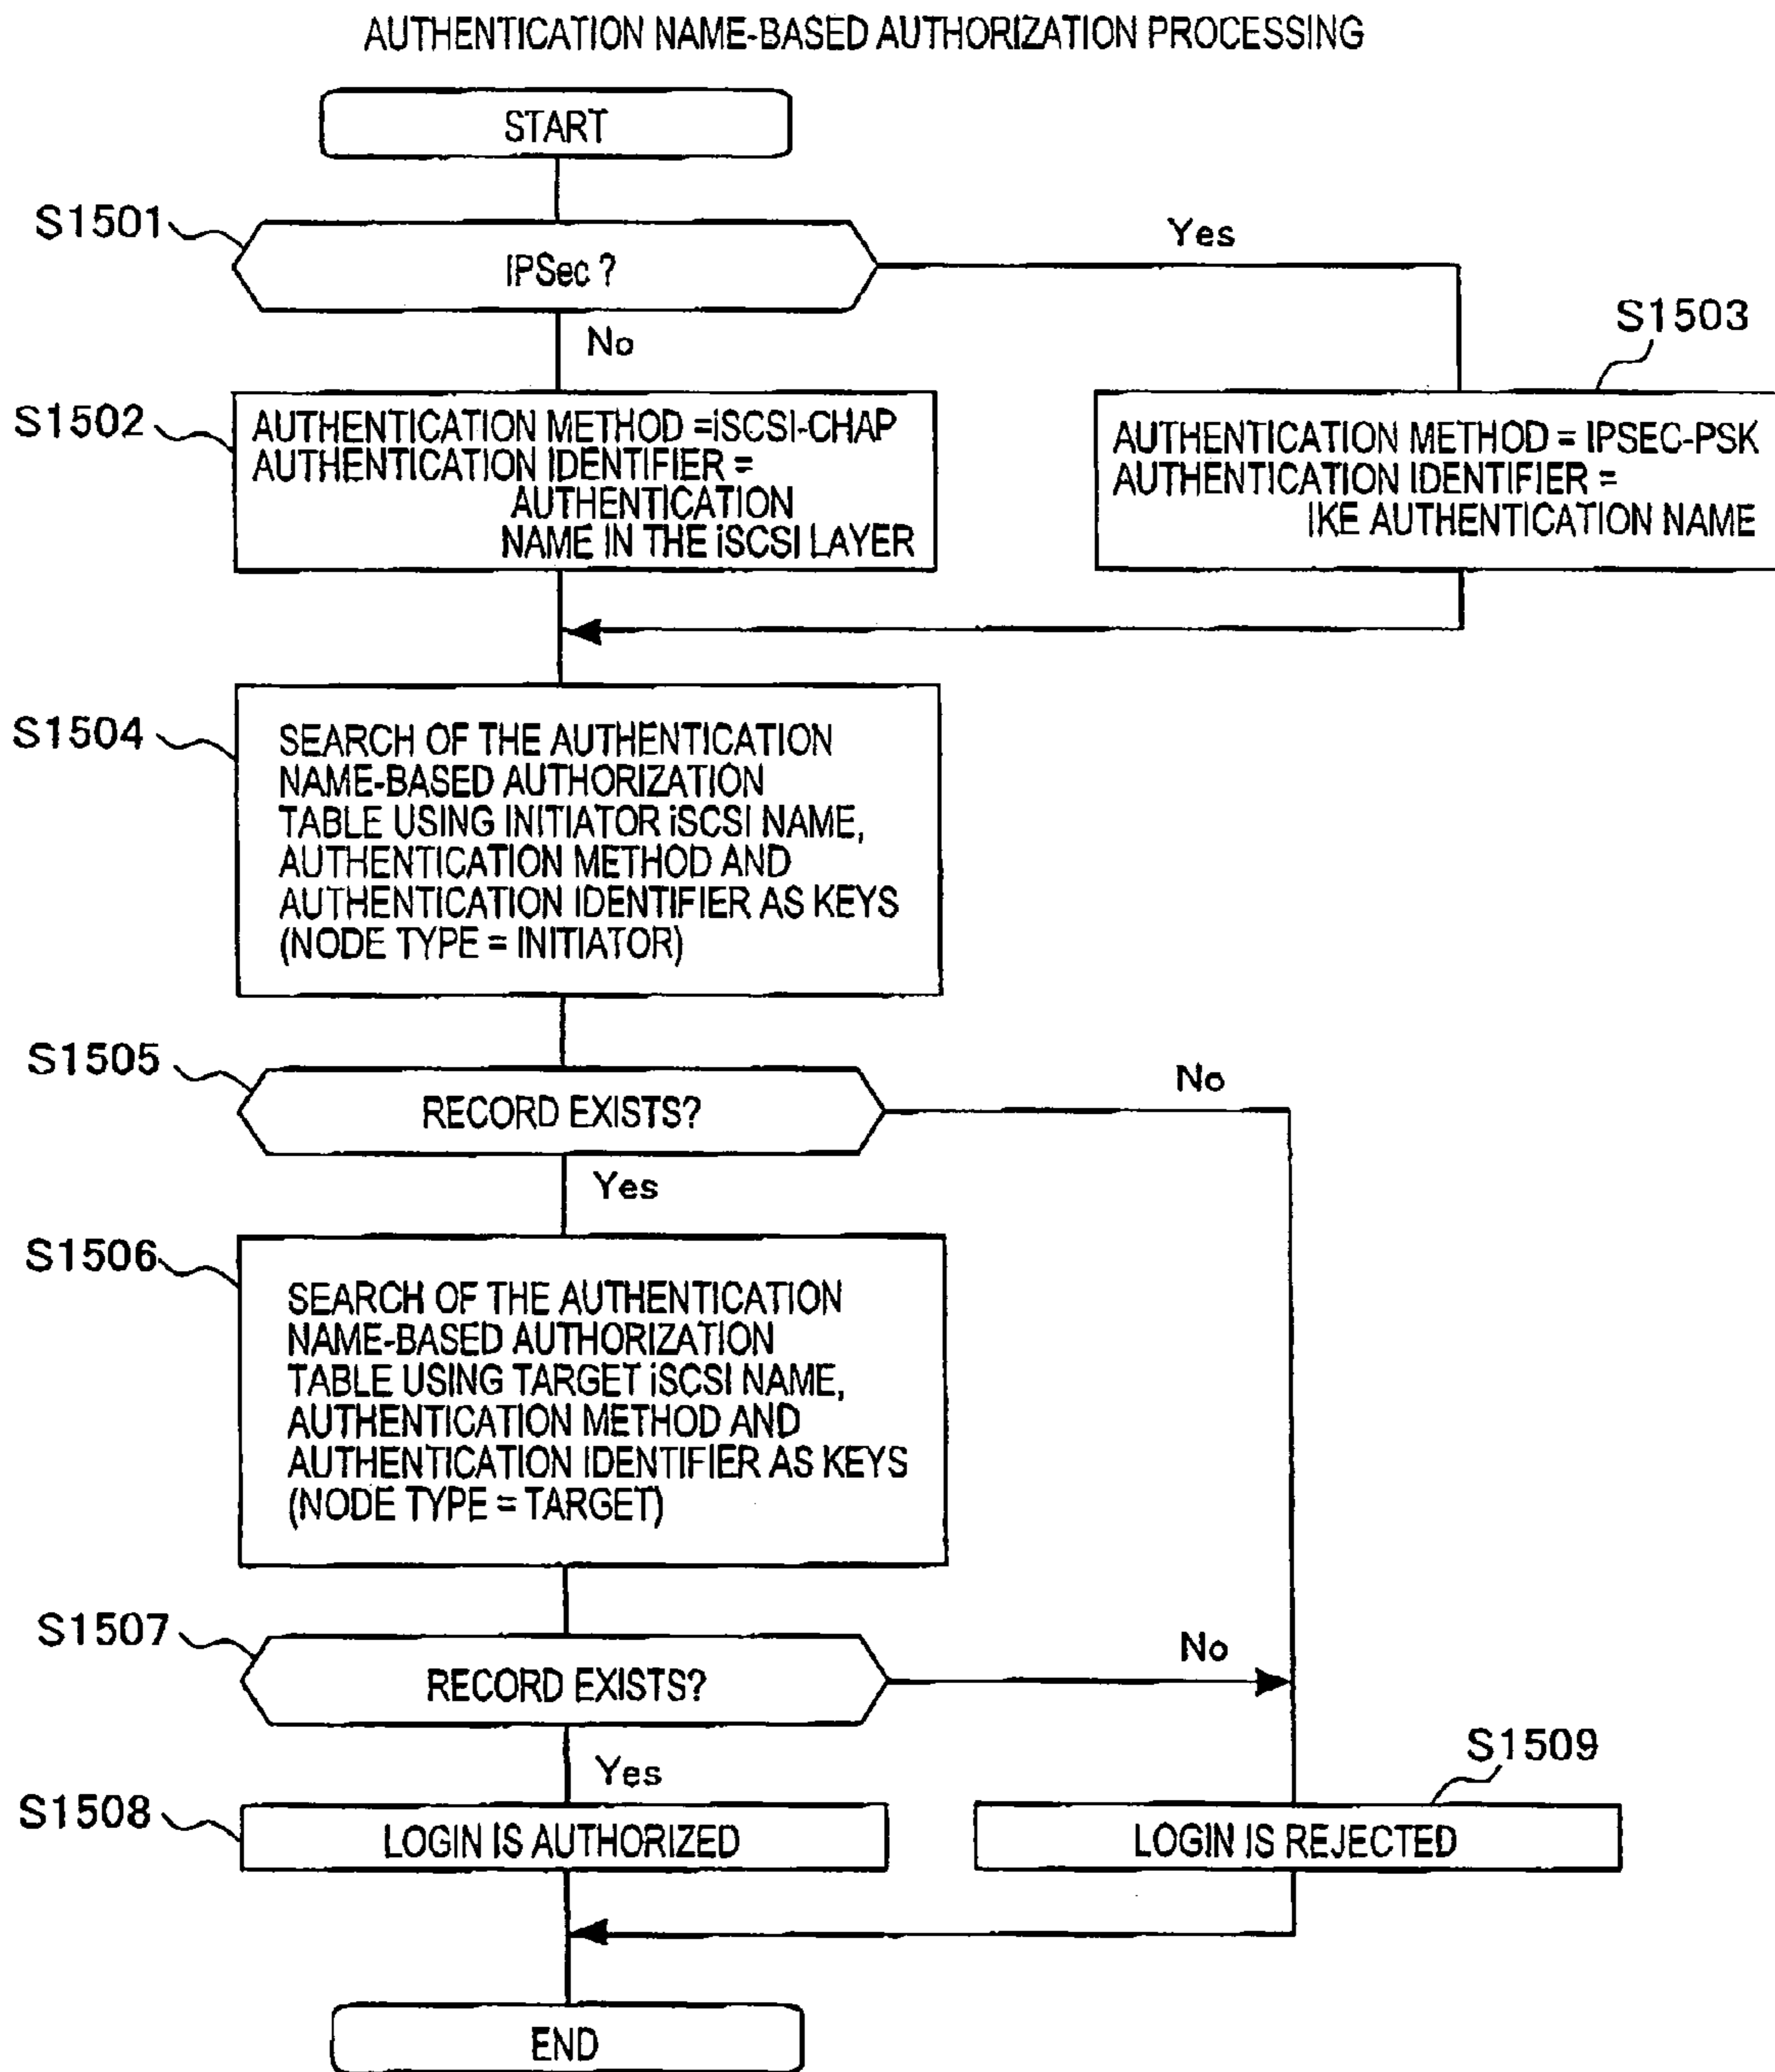 AUTHENTICATION NAME-BASED AUTHORIZATION PROCESSING
START
S1501
IPSec ?
Yes
No
S1503
S1502
AUTHENTICATION METHOD =iSCSI-CHAP
AUTHENTICATION IDENTIFIER =
AUTHENTICATION
NAME IN THE iSCSI LAYER
AUTHENTICATION METHOD = IPSEC-PSK
AUTHENTICATION IDENTIFIER =
IKE AUTHENTICATION NAME
S1504
SEARCH OF THE AUTHENTICATION
NAME-BASED AUTHORIZATION
TABLE USING INITIATOR iSCSI NAME,
AUTHENTICATION METHOD AND
AUTHENTICATION IDENTIFIER AS KEYS
(NODE TYPE = INITIATOR)
S1505
RECORD EXISTS?
No
Yes
S1506
SEARCH OF THE AUTHENTICATION
NAME-BASED AUTHORIZATION
TABLE USING TARGET iSCSI NAME,
AUTHENTICATION METHOD AND
AUTHENTICATION IDENTIFIER AS KEYS
(NODE TYPE = TARGET)
S1507
RECORD EXISTS?
No
Yes
S1509
S1508
LOGIN IS AUTHORIZED
LOGIN IS REJECTED
END